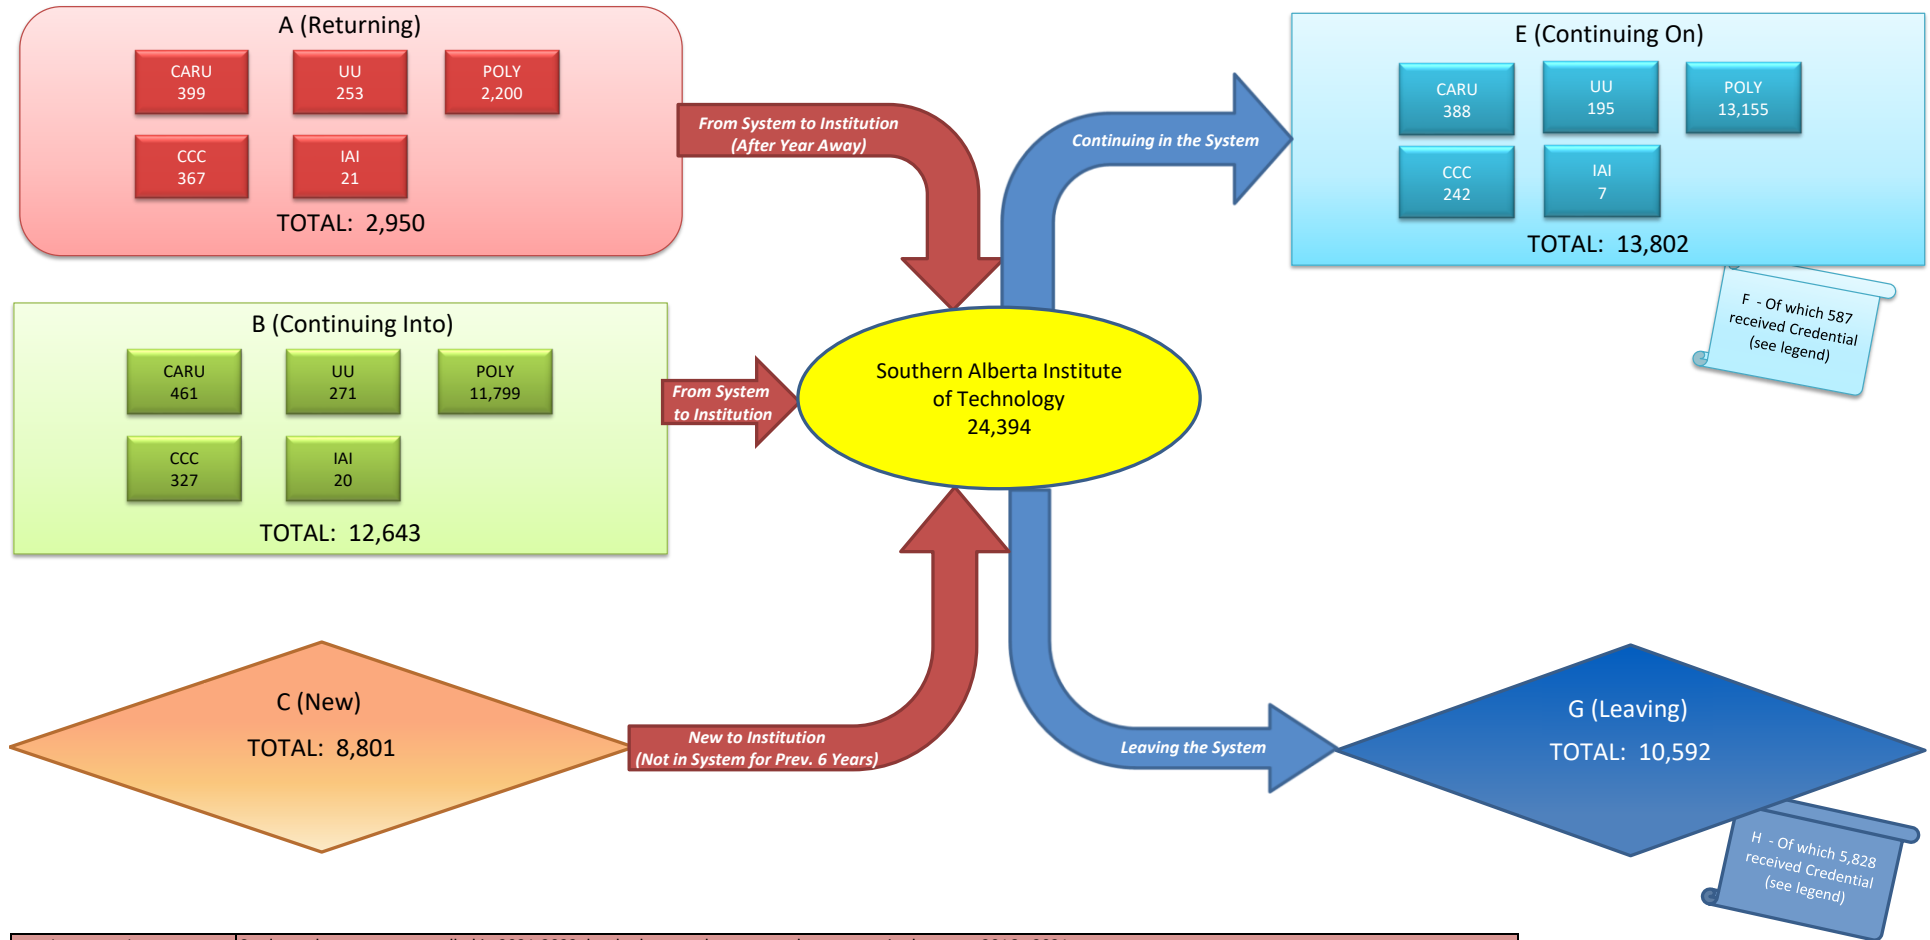 A (Returning)
CARU
399
UU
253
POLY
2,200
CCC
367
IAI
21
TOTAL: 2,950
From System to Institution
(After Year Away)
B (Continuing Into)
CARU
461
UU
271
POLY
11,799
CCC
327
IAI
20
TOTAL: 12,643
From System
to Institution
C (New)
TOTAL: 8,801
New to Institution
(Not in System for Prev. 6 Years)
Southern Alberta Institute
of Technology
24,394
Continuing in the System
E (Continuing On)
CARU
388
UU
195
POLY
13,155
CCC
242
IAI
7
TOTAL: 13,802
F - Of which 587
received Credential
(see legend)
Leaving the System
G (Leaving)
TOTAL: 10,592
H - Of which 5,828
received Credential
(see legend)